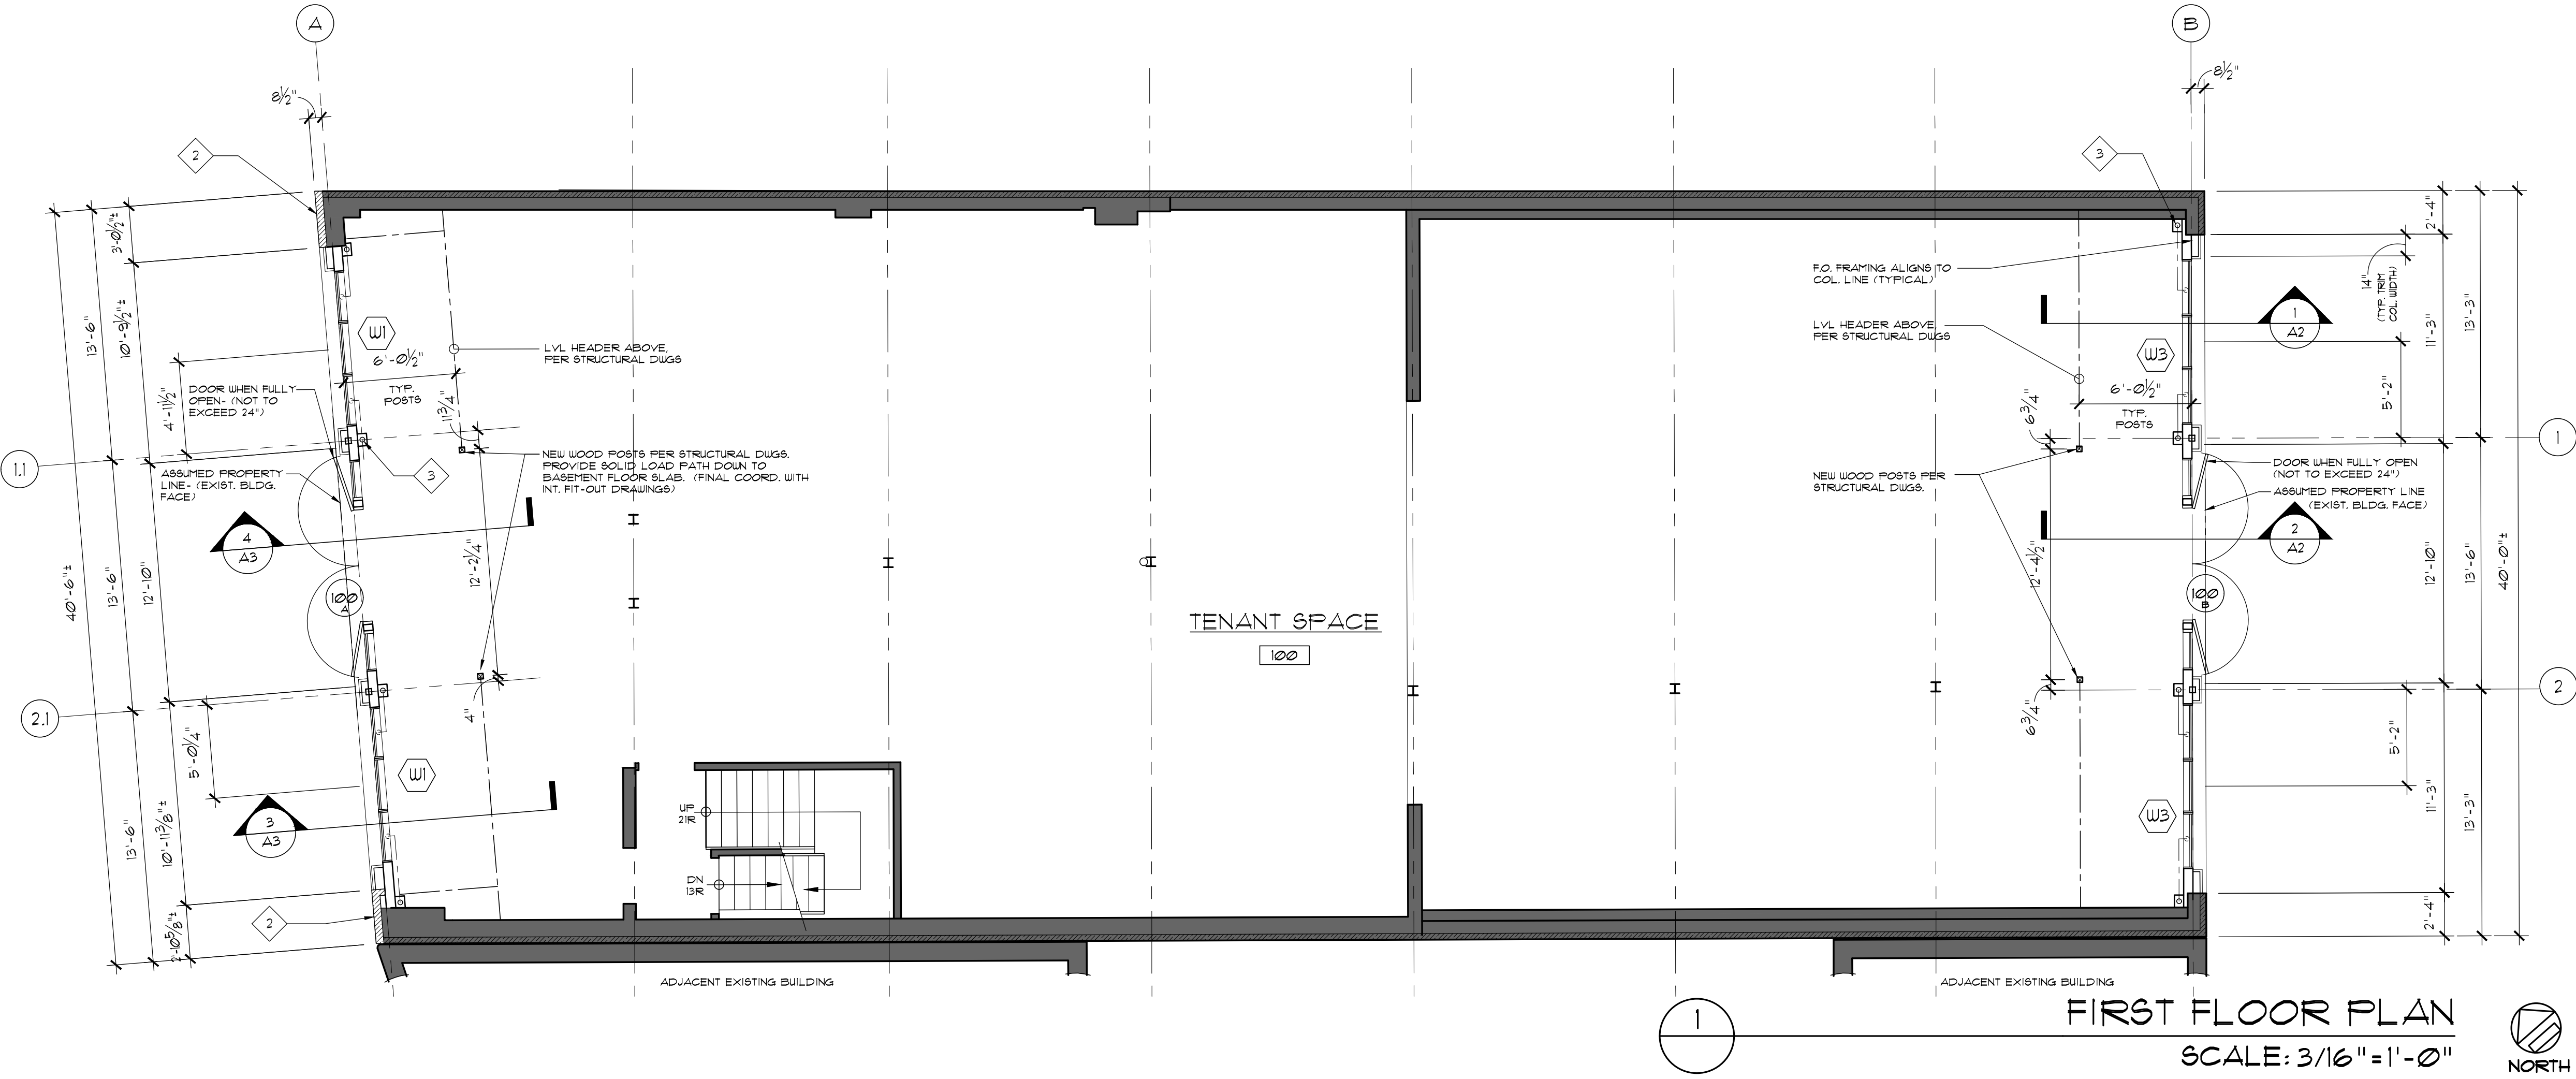 A
B
8½"
8½"
2
3
3'-0½"±
2'-4"
13'-6"
10'-9½"±
14"
(TYP. TRIM
COL. WIDTH)
F.O. FRAMING ALIGNS TO
COL. LINE (TYPICAL)
1
A2
13'-3"
11'-3"
W1
6'-0½"
TYP.
POSTS
LVL HEADER ABOVE,
PER STRUCTURAL DWGS
LVL HEADER ABOVE,
PER STRUCTURAL DWGS
W3
6'-0½"
TYP.
POSTS
5'-2"
DOOR WHEN FULLY
OPEN- (NOT TO
EXCEED 24")
4'-11½"
11¾"
6¾"
1.1
1
ASSUMED PROPERTY
LINE- (EXIST. BLDG.
FACE)
3
NEW WOOD POSTS PER STRUCTURAL DWGS.
PROVIDE SOLID LOAD PATH DOWN TO
BASEMENT FLOOR SLAB. (FINAL COORD. WITH
INT. FIT-OUT DRAWINGS)
NEW WOOD POSTS PER
STRUCTURAL DWGS.
DOOR WHEN FULLY OPEN
(NOT TO EXCEED 24")
ASSUMED PROPERTY LINE
(EXIST. BLDG. FACE)
4
A3
2
A2
40'-6"±
13'-6"
12'-10"
12'-2¼"
12'-4½"
12'-10"
13'-6"
40'-0"±
100
A
100
B
TENANT SPACE
100
2.1
2
4"
6¾"
5'-0¼"
5'-2"
W1
W3
UP
21R
3
A3
13'-6"
10'-11⅜"±
11'-3"
13'-3"
DN
13R
2
2'-10⅝"±
2'-4"
ADJACENT EXISTING BUILDING
ADJACENT EXISTING BUILDING
1
FIRST FLOOR PLAN
SCALE: 3/16"=1'-0"
NORTH